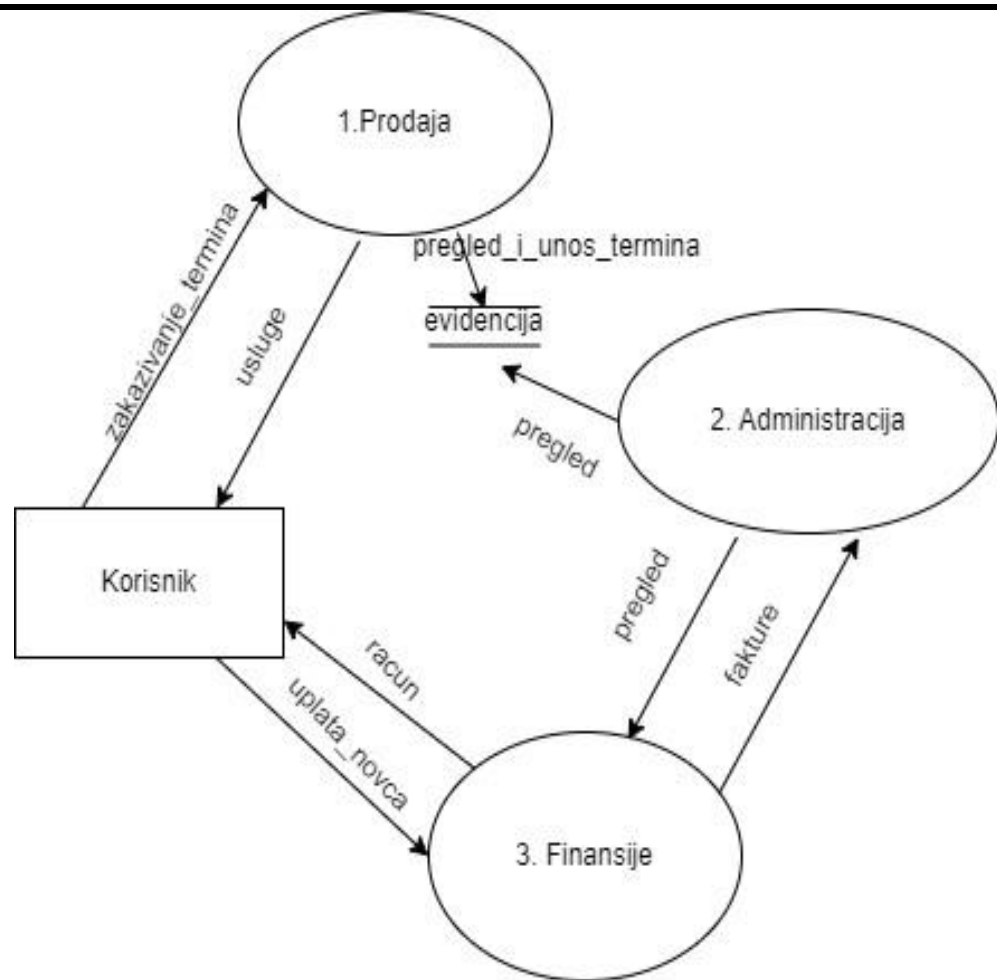 1.Prodaja
zakazivanje_termina
usluge
pregled_i_unos_termina
evidencija
pregled
2. Administracija
Korisnik
pregled
fakture
racun
uplata_novca
3. Finansije